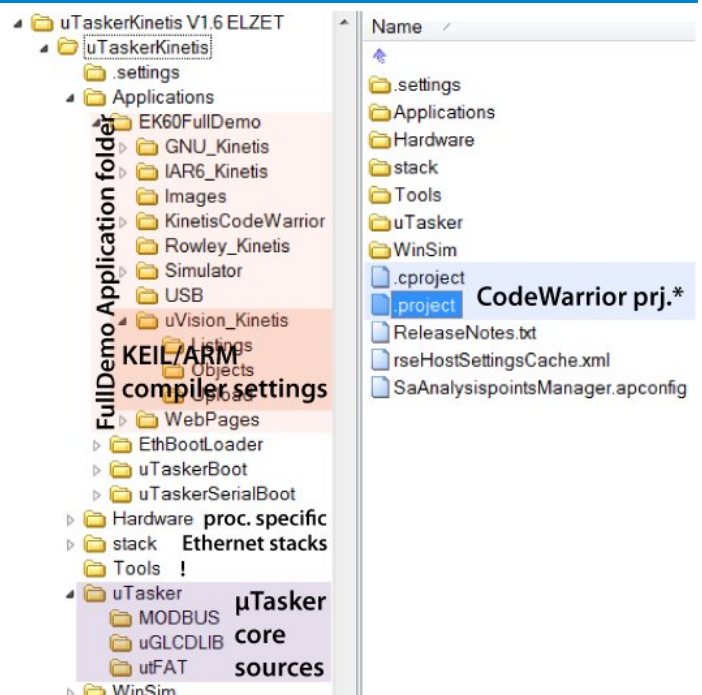 uTaskerKinetis V1.6 ELZET
uTaskerKinetis
.settings
Applications
EK60FullDemo
GNU_Kinetis
IAR6_Kinetis
Images
KinetisCodeWarrior
Rowley_Kinetis
Simulator
USB
uVision_Kinetis
Listings
Objects
Upload
WebPages
FullDemo Application folder
KEIL/ARM
compiler settings
EthBootLoader
uTaskerBoot
uTaskerSerialBoot
Hardware proc. specific
stack Ethernet stacks
Tools !
uTasker
MODBUS
uGLCDLIB
utFAT
µTasker
core
sources
WinSim
Name
.settings
Applications
Hardware
stack
Tools
uTasker
WinSim
.cproject
.project
CodeWarrior prj.*
ReleaseNotes.txt
rseHostSettingsCache.xml
SaAnalysispointsManager.apconfig